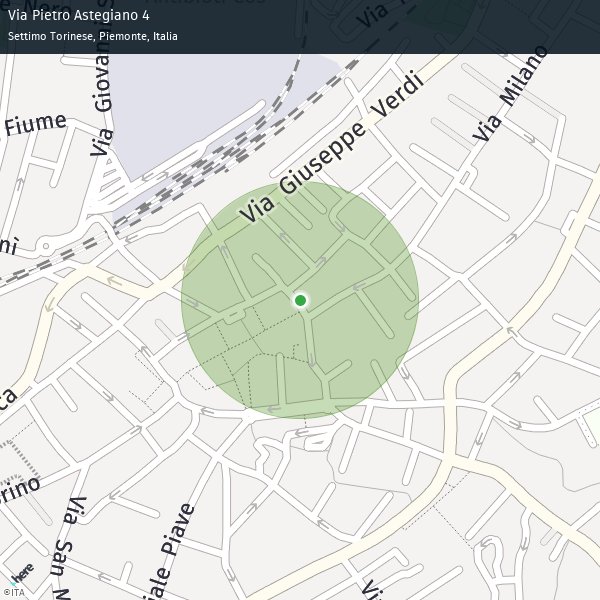 Via Pietro Astegiano 4
Settimo Torinese, Piemonte, Italia
Via
Via Giovanni S
Fiume
Via Milano
Via Giuseppe Verdi
ni
ca
rino
Via San M
iale Piave
Vi
here
©ITA